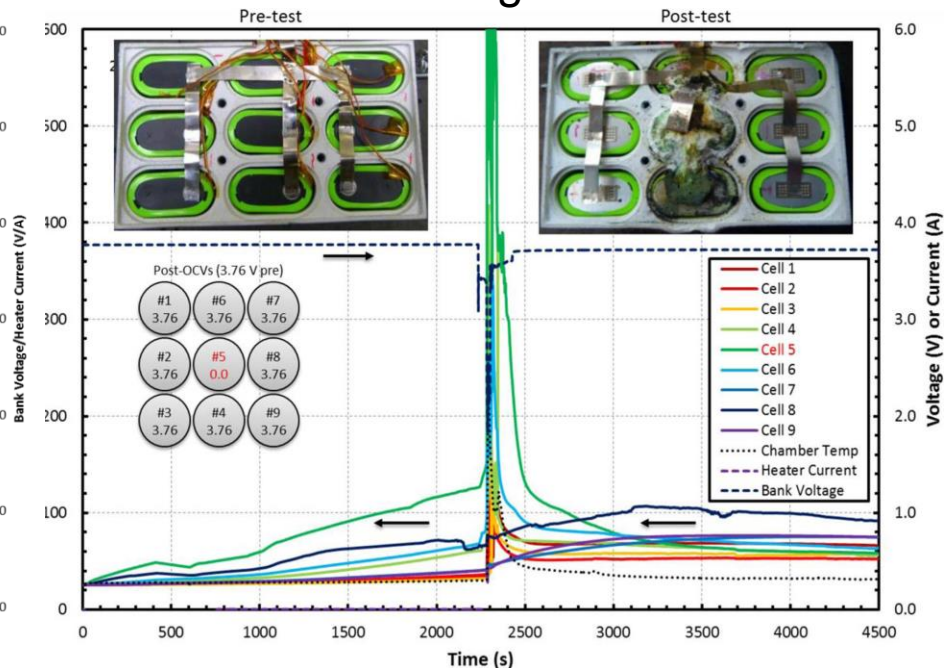 Pre-test
Post-test
500
400
300
200
100
0
6.0
5.0
4.0
3.0
2.0
1.0
0.0
Bank Voltage/Heater Current (V/A)
Voltage (V) or Current (A)
Post-OCVs (3.76 V pre)
#1 #6 #7
3.76 3.76 3.76
#2 #5 #8
3.76 0.0 3.76
#3 #4 #9
3.76 3.76 3.76
Cell 1
Cell 2
Cell 3
Cell 4
Cell 5
Cell 6
Cell 7
Cell 8
Cell 9
Chamber Temp
Heater Current
Bank Voltage
0 500 1000 1500 2000 2500 3000 3500 4000 4500
Time (s)